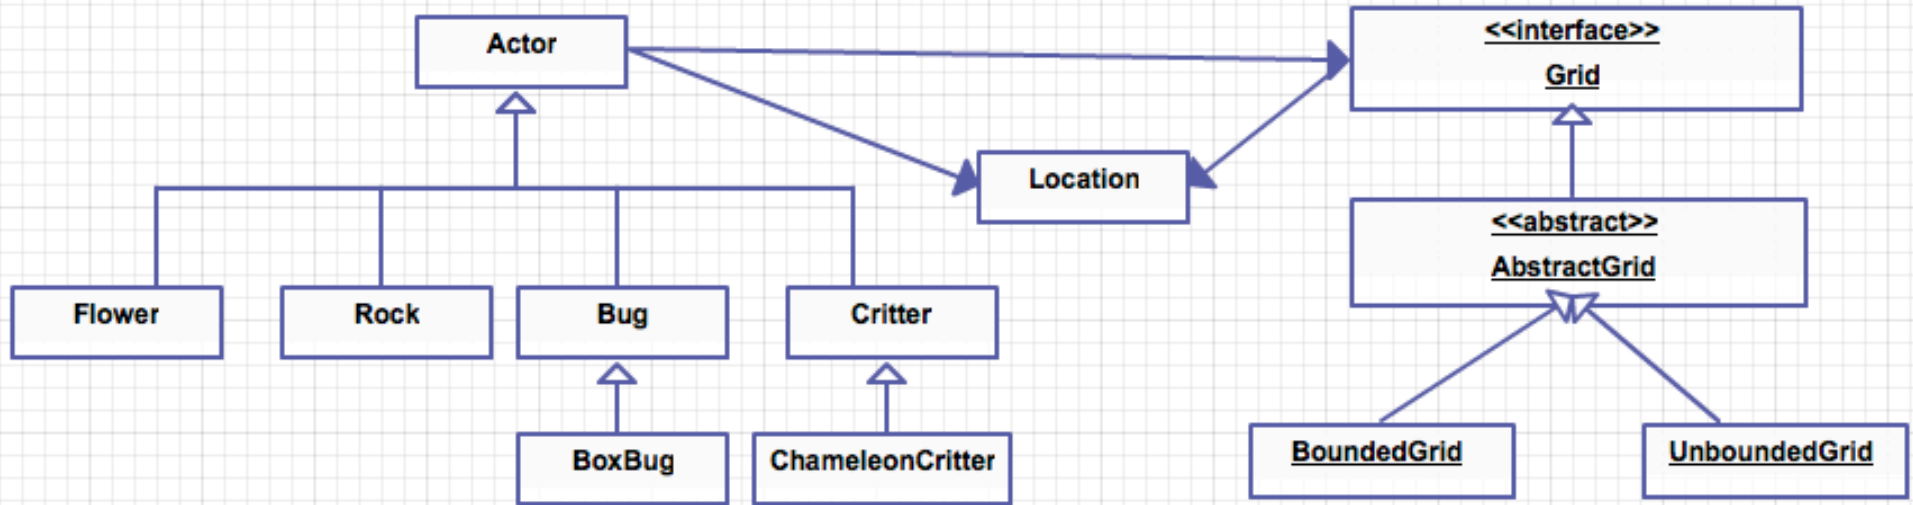 Actor
<<interface>>
Grid
Location
<<abstract>>
AbstractGrid
Flower
Rock
Bug
Critter
BoxBug
ChameleonCritter
BoundedGrid
UnboundedGrid